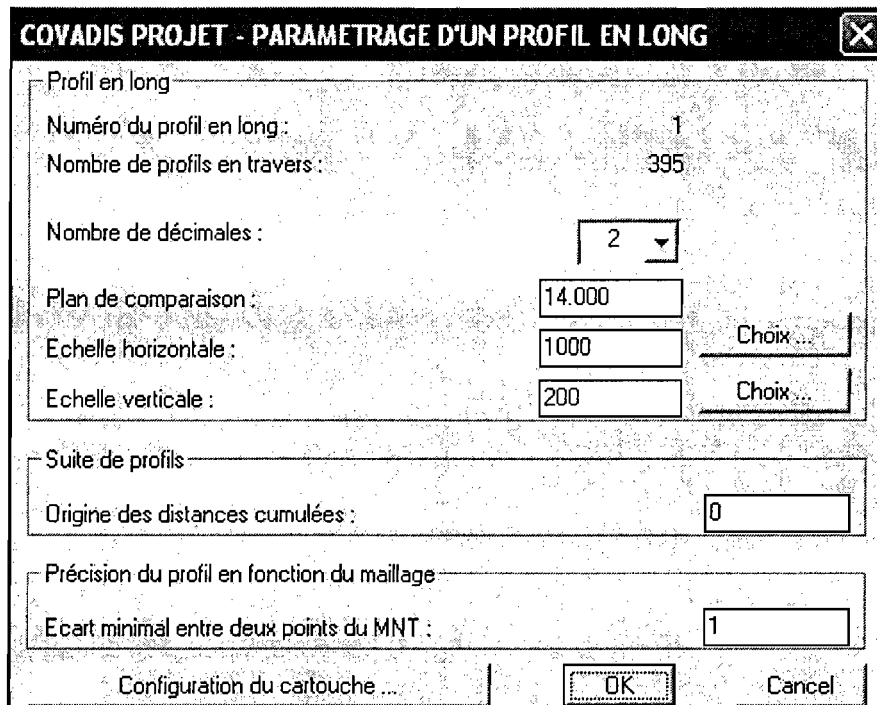 COVADIS PROJET - PARAMETRAGE D'UN PROFIL EN LONG
Profil en long
Numéro du profil en long : 1
Nombre de profils en travers : 395
Nombre de décimales : 2
Plan de comparaison : 14.000
Echelle horizontale : 1000 Choix ...
Echelle verticale : 200 Choix ...
Suite de profils
Origine des distances cumulées : 0
Précision du profil en fonction du maillage
Ecart minimal entre deux points du MNT : 1
Configuration du cartouche ... OK Cancel